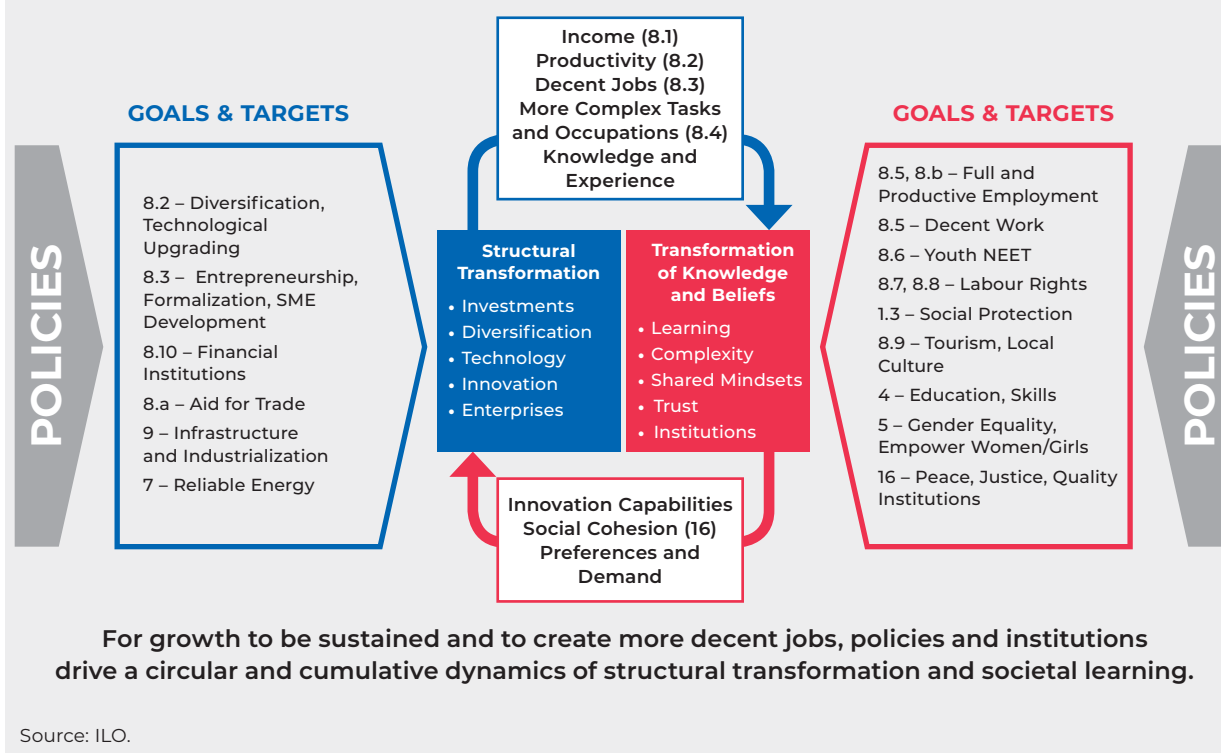 Income (8.1)
Productivity (8.2)
Decent Jobs (8.3)
More Complex Tasks
and Occupations (8.4)
Knowledge and
Experience
POLICIES
GOALS & TARGETS
8.2 – Diversification,
Technological
Upgrading
8.3 – Entrepreneurship,
Formalization, SME
Development
8.10 – Financial
Institutions
8.a – Aid for Trade
9 – Infrastructure
and Industrialization
7 – Reliable Energy
Structural
Transformation
• Investments
• Diversification
• Technology
• Innovation
• Enterprises
Transformation
of Knowledge
and Beliefs
• Learning
• Complexity
• Shared Mindsets
• Trust
• Institutions
GOALS & TARGETS
8.5, 8.b – Full and
Productive Employment
8.5 – Decent Work
8.6 – Youth NEET
8.7, 8.8 – Labour Rights
1.3 – Social Protection
8.9 – Tourism, Local
Culture
4 – Education, Skills
5 – Gender Equality,
Empower Women/Girls
16 – Peace, Justice, Quality
Institutions
POLICIES
Innovation Capabilities
Social Cohesion (16)
Preferences and
Demand
For growth to be sustained and to create more decent jobs, policies and institutions
drive a circular and cumulative dynamics of structural transformation and societal learning.
Source: ILO.